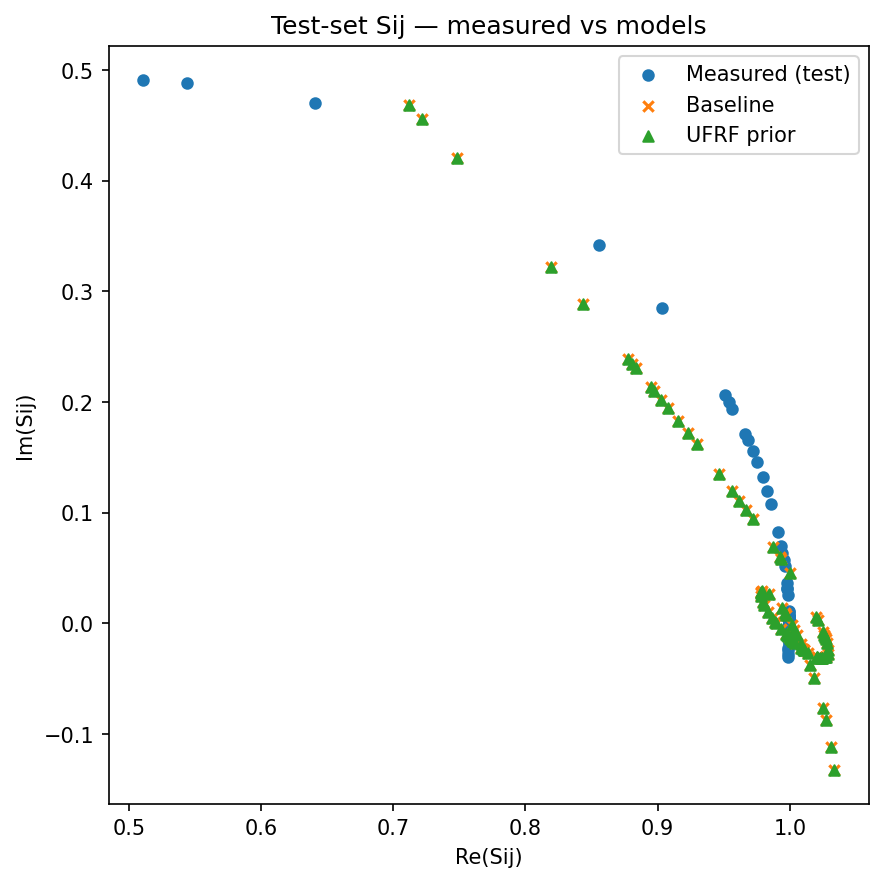 Test-set Sij — measured vs models
Measured (test)
Baseline
UFRF prior
0.5
0.4
0.3
0.2
0.1
0.0
−0.1
Im(Sij)
0.5 0.6 0.7 0.8 0.9 1.0
Re(Sij)